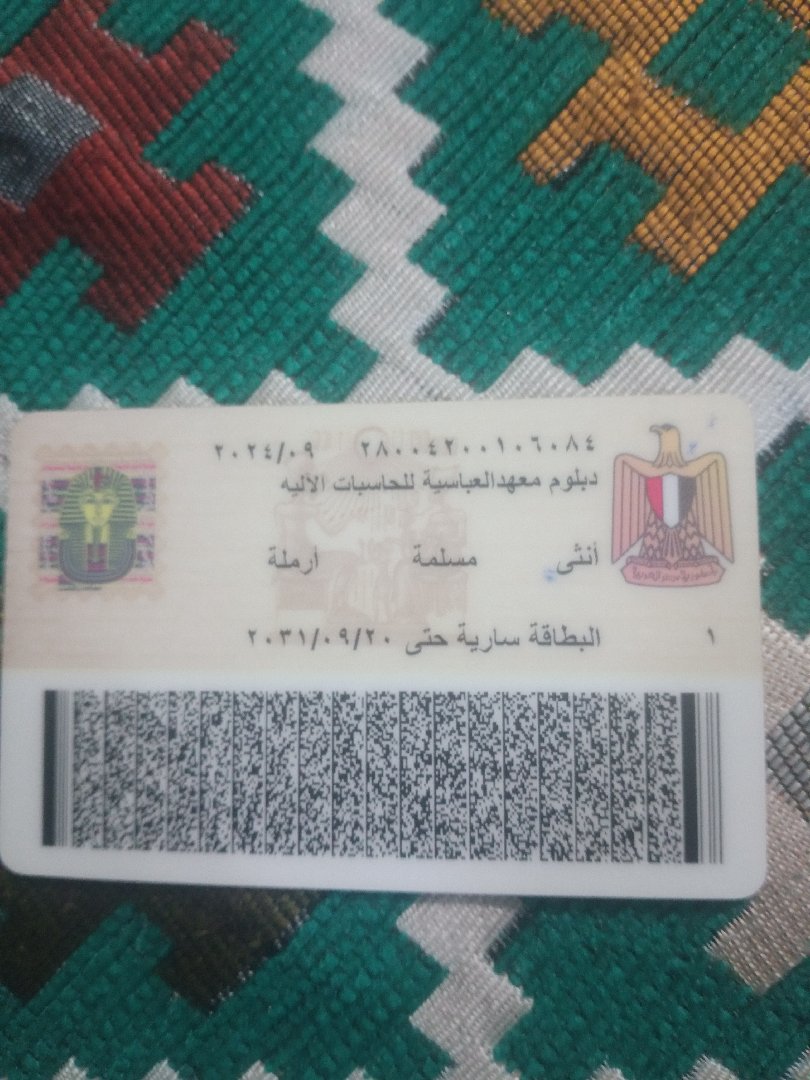 ٢٨٠٠٤٢٠٠١٠٦٠٨٤ ٢٠٢٤/٠٩
دبلوم معهدالعباسية للحاسبات الاليه
أنثى مسلمة أرملة
١ البطاقة سارية حتى ٢٠٣١/٠٩/٢٠